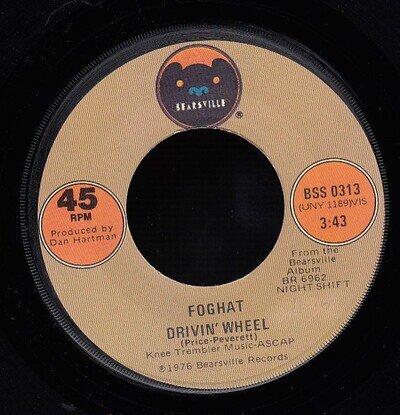 BEARSVILLE®
45
RPM
Produced by
Dan Hartman
BSS 0313
(UNY 1189)VIS
3:43
From the
Bearsville
Album
BR 6962
NIGHT SHIFT
FOGHAT
DRIVIN' WHEEL
(Price-Peverett)
Knee Trembler Music-ASCAP
℗1976 Bearsville Records